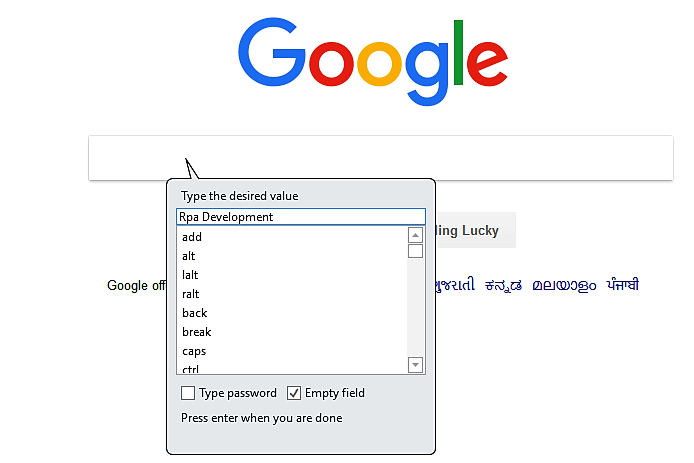 Google
Type the desired value
Rpa Development
add
alt
lalt
ralt
back
break
caps
ling Lucky
Google off
ગુજરાતી ಕನ್ನಡ മലയാളം ਪੰਜਾਬੀ
Type password Empty field
Press enter when you are done